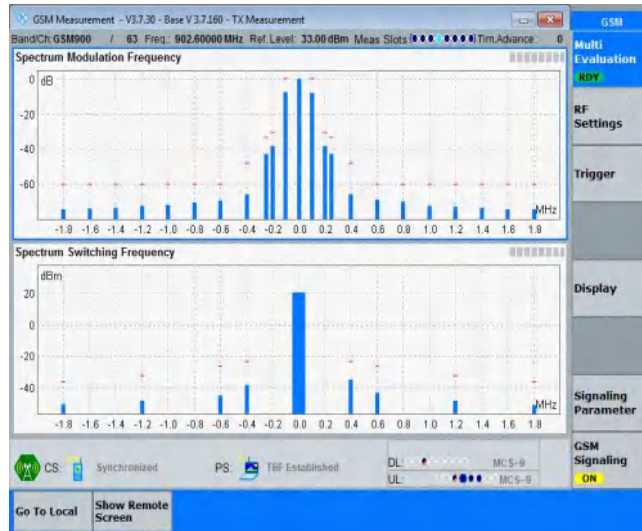 GSM Measurement - V3.7.30 - Base V 3.7.160 - TX Measurement
GSM
Band/Ch: GSM900 / 63 Freq.: 902.60000 MHz Ref. Level: 33.00 dBm Meas Slots Tim.Advance: 0
Multi Evaluation
RDY
Spectrum Modulation Frequency
dB
0
-20
-40
-60
MHz
-1.8 -1.6 -1.4 -1.2 -1.0 -0.8 -0.6 -0.4 -0.2 0.0 0.2 0.4 0.6 0.8 1.0 1.2 1.4 1.6 1.8
RF Settings
Trigger
Spectrum Switching Frequency
dBm
20
0
-20
-40
MHz
-1.8 -1.6 -1.4 -1.2 -1.0 -0.8 -0.6 -0.4 -0.2 0.0 0.2 0.4 0.6 0.8 1.0 1.2 1.4 1.6 1.8
Display
Signaling Parameter
CS: Synchronized PS: TBF Established DL: MCS-9
UL: MCS-9
GSM Signaling
ON
Go To Local
Show Remote Screen